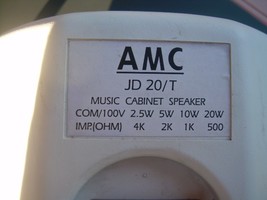 AMC
JD 20/T
MUSIC CABINET SPEAKER
COM/100V 2.5W 5W 10W 20W
IMP.(OHM) 4K 2K 1K 500